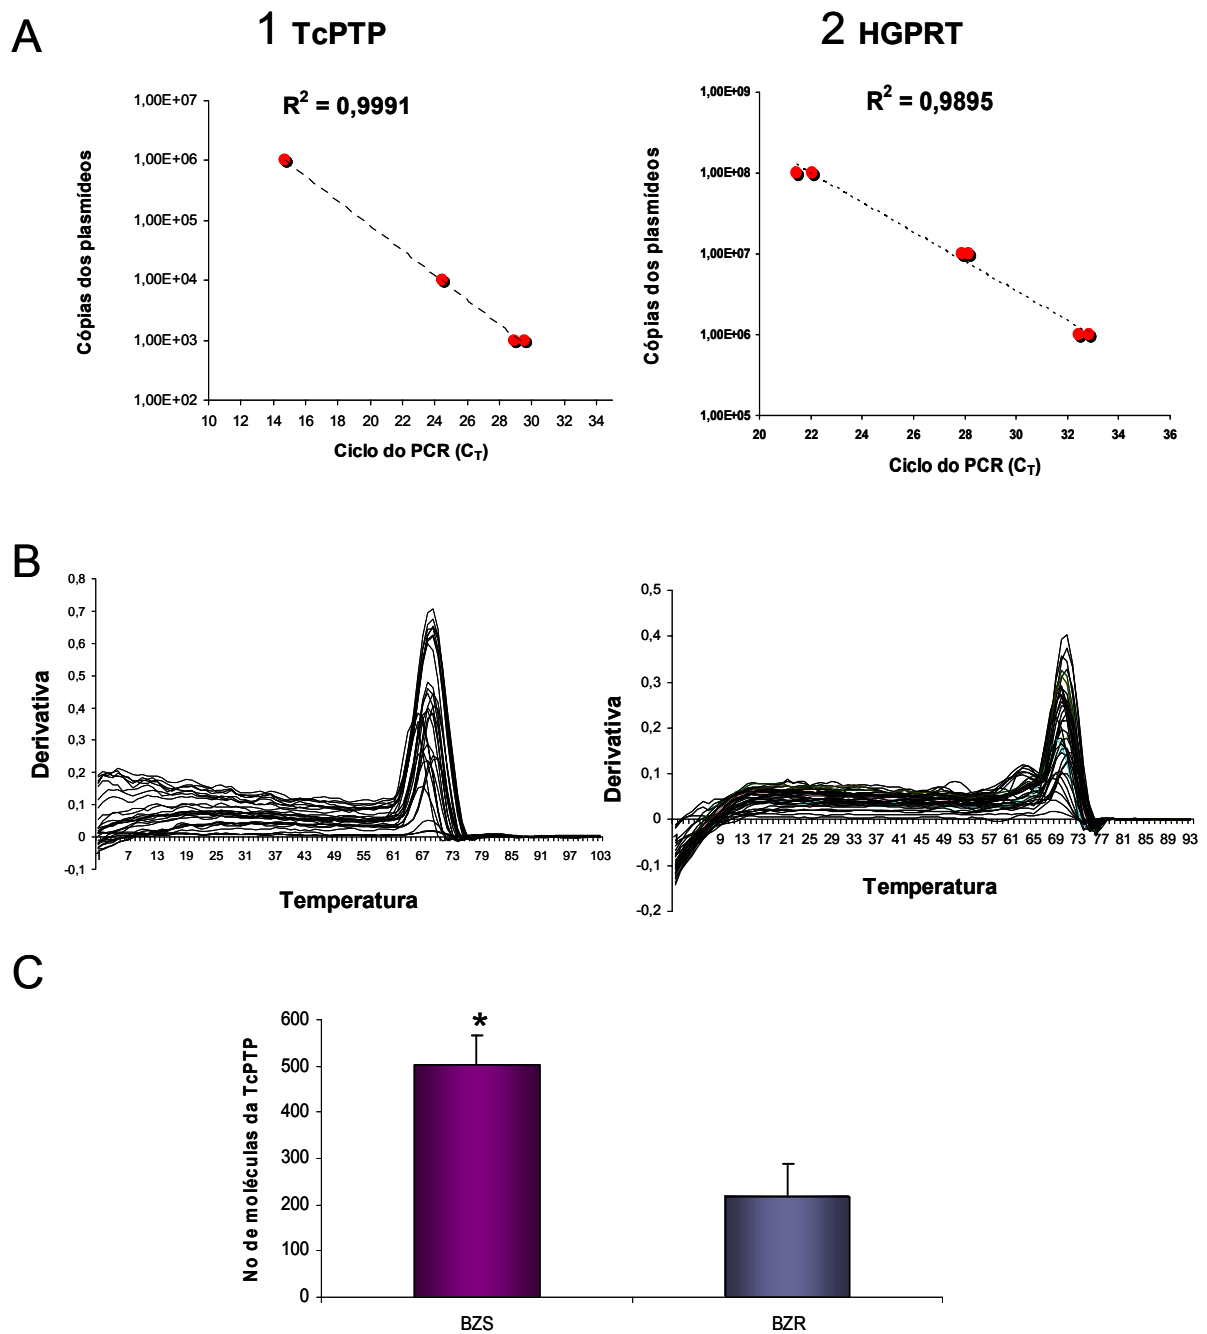 A
1 TcPTP
2 HGPRT
R2 = 0,9991
1,00E+07
1,00E+06
1,00E+05
1,00E+04
1,00E+03
1,00E+02
Cópias dos plasmídeos
10 12 14 16 18 20 22 24 26 28 30 32 34
Ciclo do PCR (CT)
R2 = 0,9895
1,00E+09
1,00E+08
1,00E+07
1,00E+06
1,00E+05
Cópias dos plasmídeos
20 22 24 26 28 30 32 34 36
Ciclo do PCR (CT)
B
0,8
0,7
0,6
0,5
0,4
0,3
0,2
0,1
0
-0,1
Derivativa
1 7 13 19 25 31 37 43 49 55 61 67 73 79 85 91 97 103
Temperatura
0,5
0,4
0,3
0,2
0,1
0
-0,1
-0,2
Derivativa
9 13 17 21 13 29 33 37 41 45 49 53 57 61 65 69 73 77 81 85 89 93
Temperatura
C
600
500
400
300
200
100
0
No de moléculas da TcPTP
*
BZS BZR